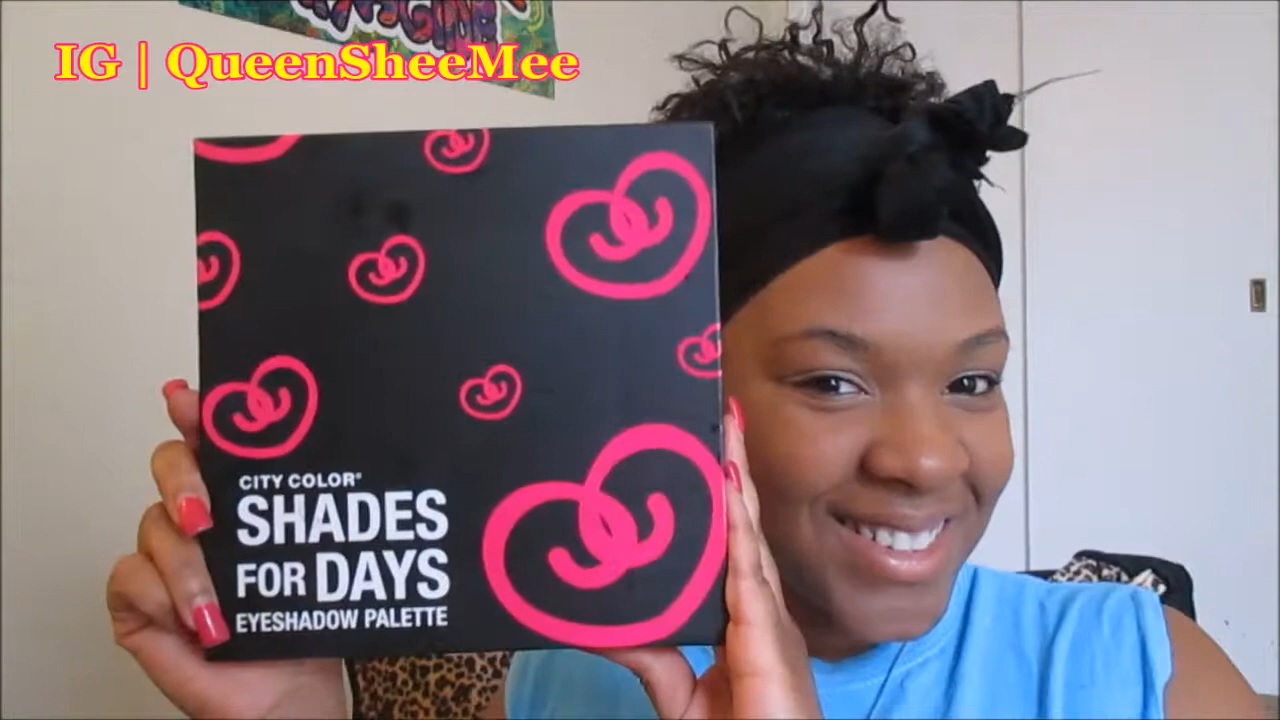 IG | QueenSheeMee
CITY COLOR®
SHADES
FOR DAYS
EYESHADOW PALETTE